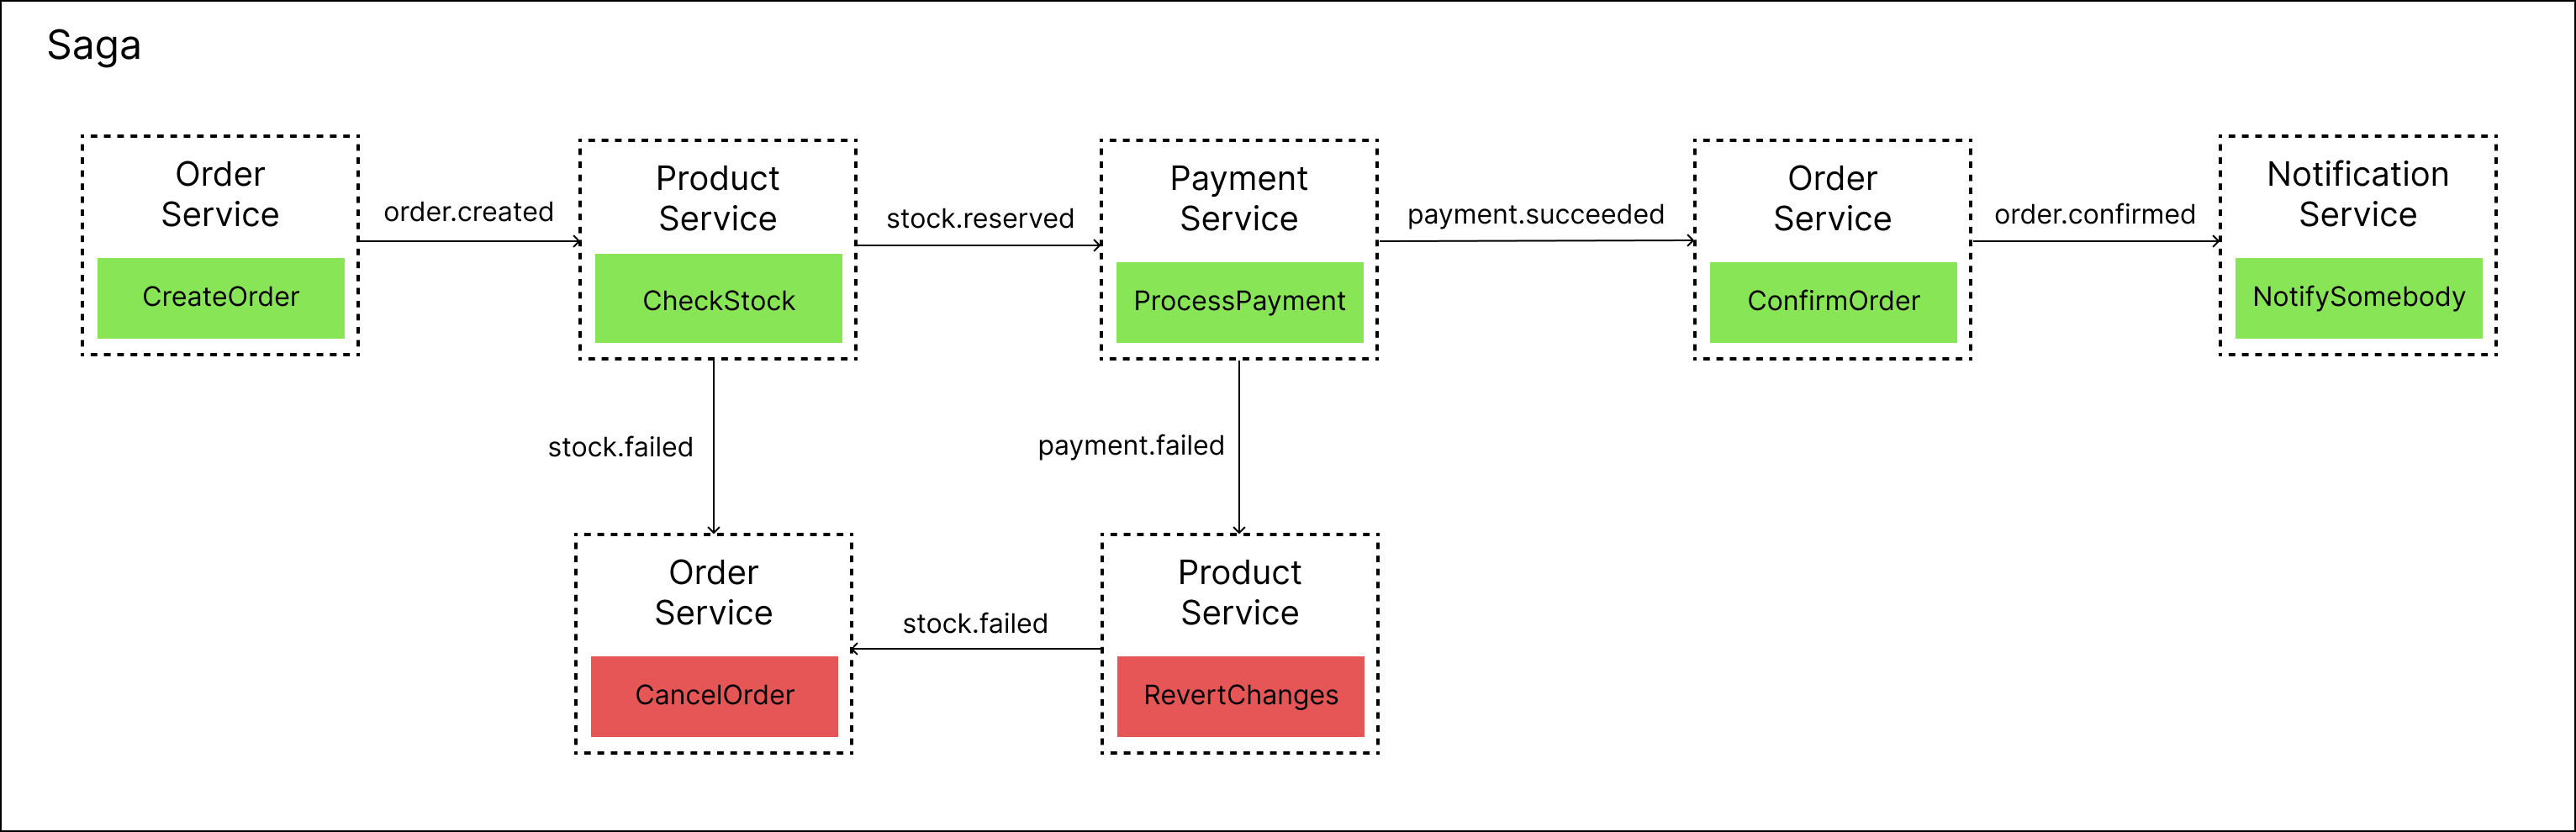 Saga
Order
Service
CreateOrder
order.created
Product
Service
CheckStock
stock.reserved
Payment
Service
ProcessPayment
payment.succeeded
Order
Service
ConfirmOrder
order.confirmed
Notification
Service
NotifySomebody
stock.failed
payment.failed
Order
Service
CancelOrder
stock.failed
Product
Service
RevertChanges